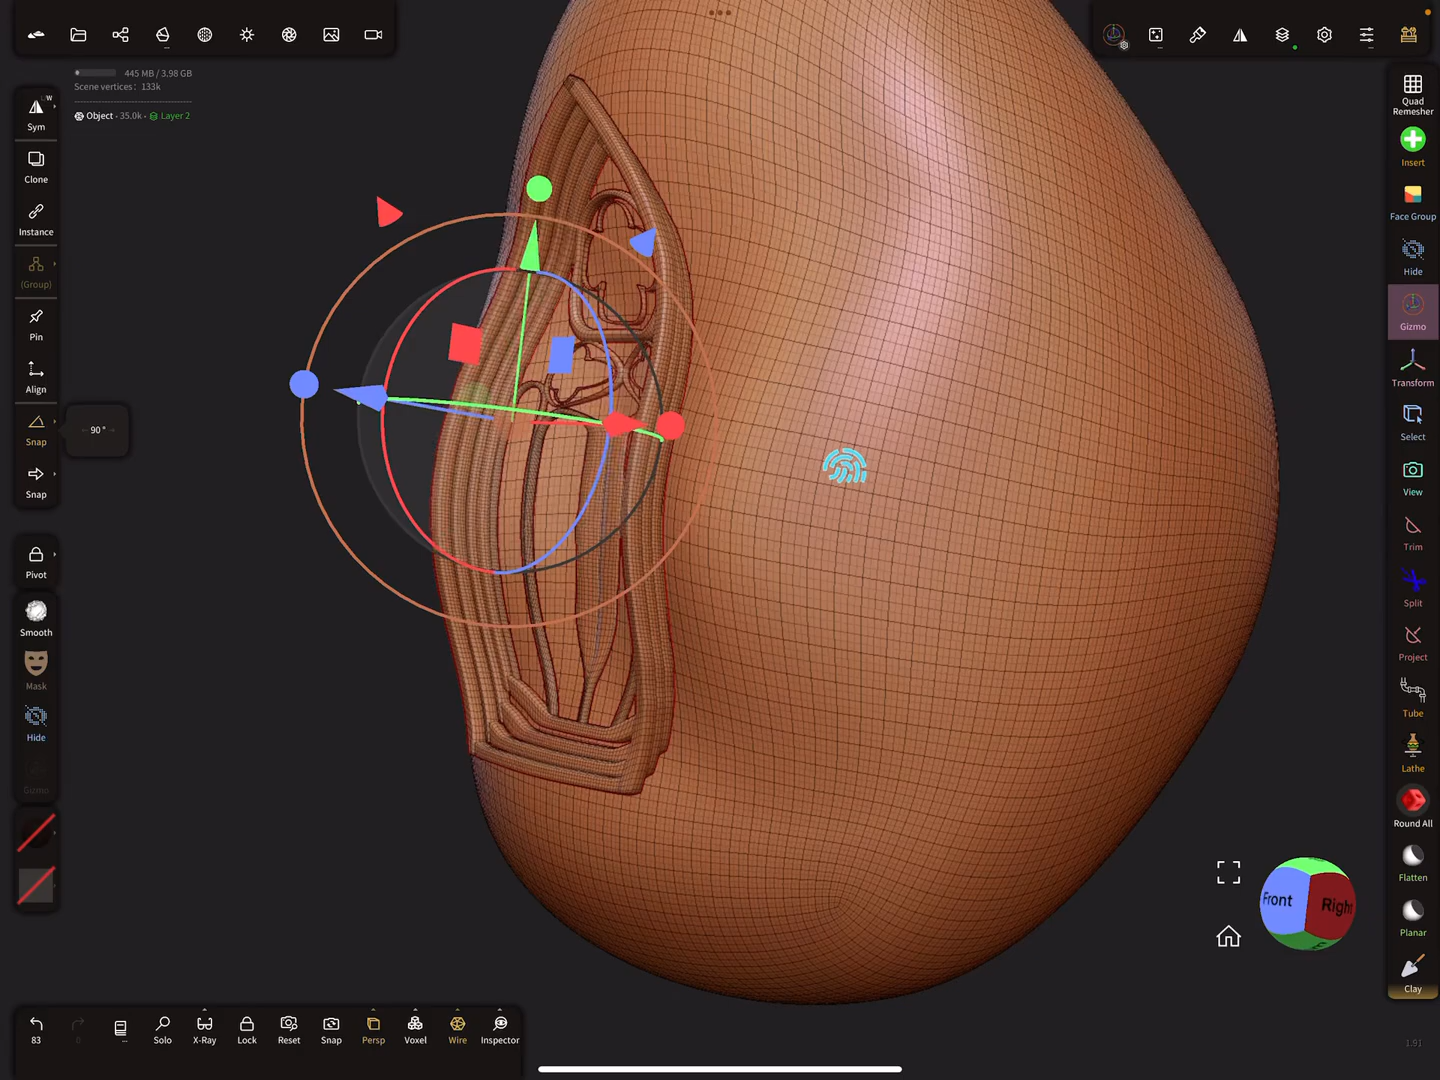 445 MB / 3.98 GB
Scene vertices: 133k
Object · 35.0k · Layer 2
W
Sym
Clone
Instance
(Group)
Pin
Align
Snap
90 °
Snap
Pivot
Smooth
Mask
Hide
Gizmo
Quad
Remesher
Insert
Face Group
Hide
Gizmo
Transform
Select
View
Trim
Split
Project
Tube
Lathe
Round All
Flatten
Planar
Clay
Front
Right
83
Solo
X-Ray
Lock
Reset
Snap
Persp
Voxel
Wire
Inspector
1.91